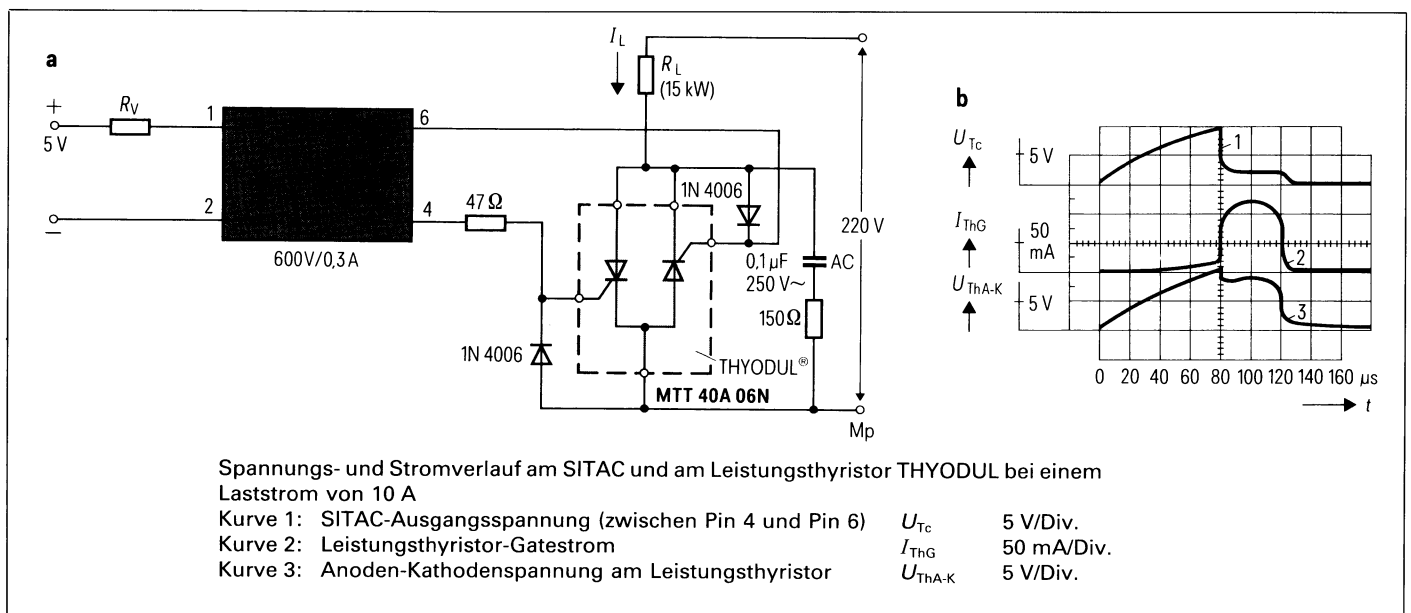 a
I_L
R_L
(15 kW)
+
5 V
R_V
1
6
2
4
–
600V/0,3A
47 Ω
1N 4006
1N 4006
0,1 µF
250 V~
AC
150 Ω
220 V
THYODUL®
MTT 40A 06N
Mp
b
U_Tc
5 V
1
I_ThG
50
mA
2
U_ThA-K
5 V
3
0 20 40 60 80 100 120 140 160 µs
t
Spannungs- und Stromverlauf am SITAC und am Leistungsthyristor THYODUL bei einem
Laststrom von 10 A
Kurve 1: SITAC-Ausgangsspannung (zwischen Pin 4 und Pin 6) U_Tc 5 V/Div.
Kurve 2: Leistungsthyristor-Gatestrom I_ThG 50 mA/Div.
Kurve 3: Anoden-Kathodenspannung am Leistungsthyristor U_ThA-K 5 V/Div.